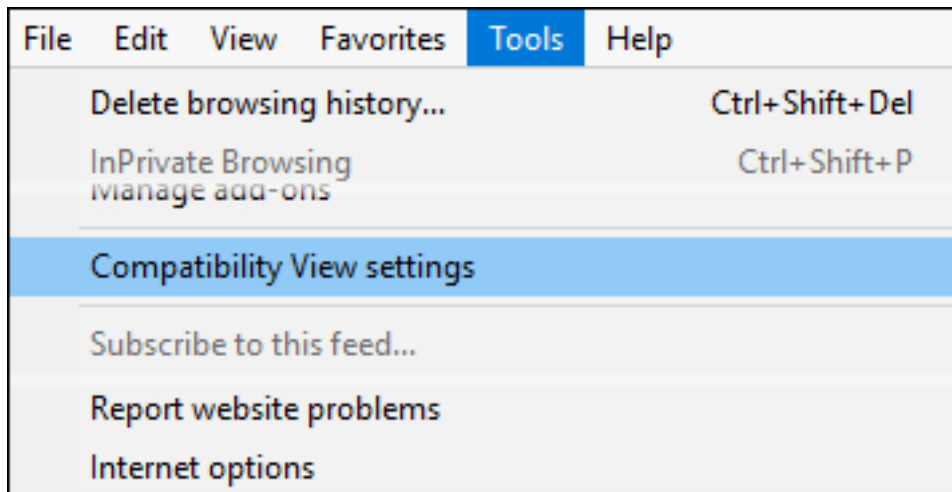 File Edit View Favorites Tools Help
Delete browsing history... Ctrl+Shift+Del
InPrivate Browsing Ctrl+Shift+P
Manage add-ons
Compatibility View settings
Subscribe to this feed...
Report website problems
Internet options